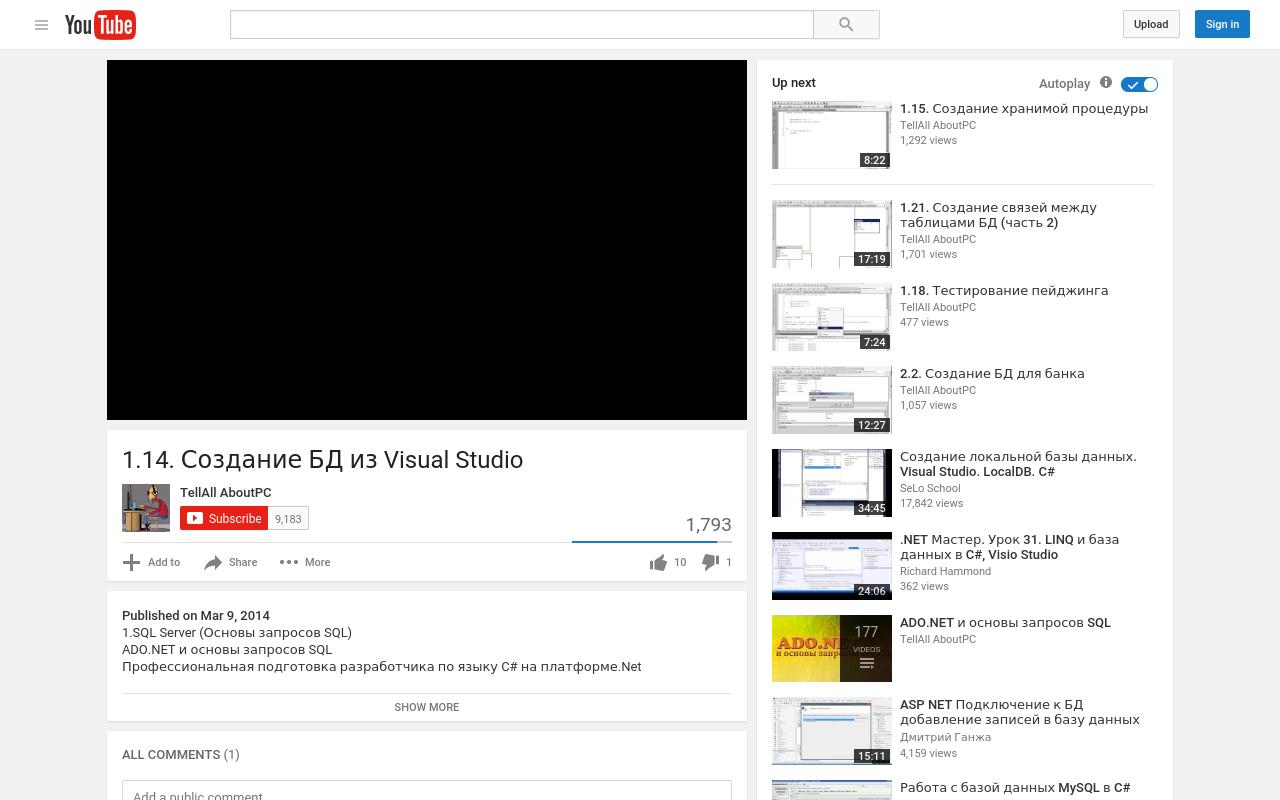 YouTube
Upload
Sign in
Up next
Autoplay
1.15. Создание хранимой процедуры
TellAll AboutPC
1,292 views
8:22
1.21. Создание связей между
таблицами БД (часть 2)
TellAll AboutPC
1,701 views
17:19
1.18. Тестирование пейджинга
TellAll AboutPC
477 views
7:24
2.2. Создание БД для банка
TellAll AboutPC
1,057 views
12:27
Создание локальной базы данных.
Visual Studio. LocalDB. C#
SeLo School
17,842 views
34:45
.NET Мастер. Урок 31. LINQ и база
данных в C#, Visio Studio
Richard Hammond
362 views
24:06
ADO.NET и основы запросов SQL
TellAll AboutPC
177
VIDEOS
ASP NET Подключение к БД
добавление записей в базу данных
Дмитрий Ганжа
4,159 views
15:11
Работа с базой данных MySQL в C#
1.14. Создание БД из Visual Studio
TellAll AboutPC
Subscribe 9,183
1,793
Add to Share More 10 1
Published on Mar 9, 2014
1.SQL Server (Основы запросов SQL)
ADO.NET и основы запросов SQL
Профессиональная подготовка разработчика по языку C# на платформе.Net
SHOW MORE
ALL COMMENTS (1)
Add a public comment